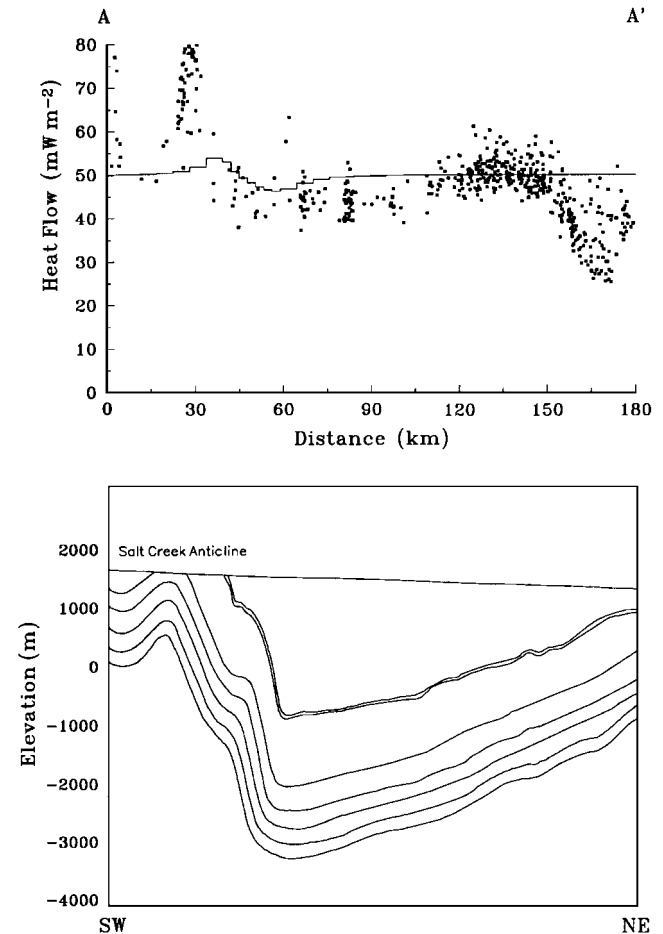 A A'
80
70
60
50
40
30
20
10
0
Heat Flow (mW m−2)
0 30 60 90 120 150 180
Distance (km)
Salt Creek Anticline
2000
1000
0
-1000
-2000
-3000
-4000
Elevation (m)
SW NE